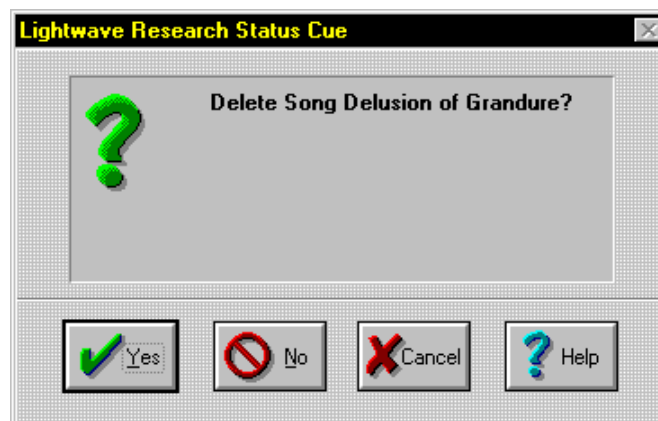 Lightwave Research Status Cue
Delete Song Delusion of Grandure?
Yes
No
Cancel
Help